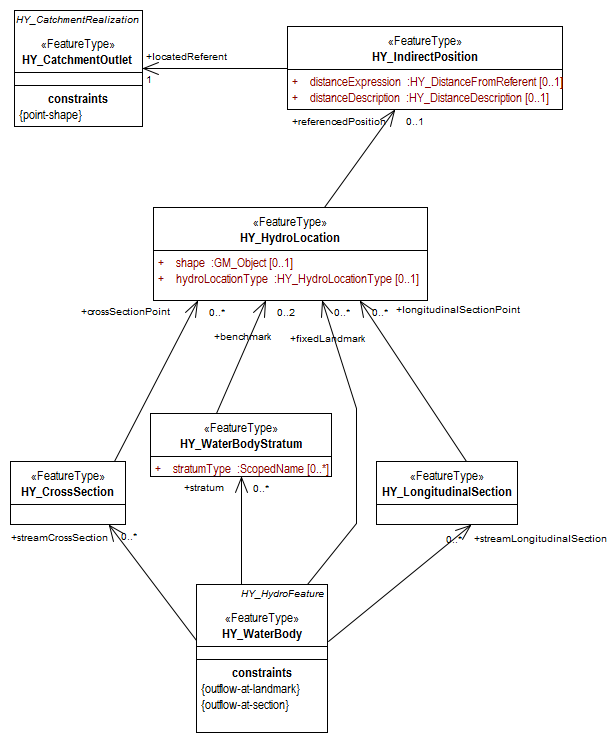 HY_CatchmentRealization
«FeatureType»
HY_CatchmentOutlet
constraints
{point-shape}
+locatedReferent
1
«FeatureType»
HY_IndirectPosition
+ distanceExpression :HY_DistanceFromReferent [0..1]
+ distanceDescription :HY_DistanceDescription [0..1]
+referencedPosition 0..1
«FeatureType»
HY_HydroLocation
+ shape :GM_Object [0..1]
+ hydroLocationType :HY_HydroLocationType [0..1]
+crossSectionPoint 0..*
0..2
+benchmark
0..*
+fixedLandmark
0..*
+longitudinalSectionPoint
«FeatureType»
HY_WaterBodyStratum
+ stratumType :ScopedName [0..*]
+stratum 0..*
«FeatureType»
HY_CrossSection
+streamCrossSection 0..*
«FeatureType»
HY_LongitudinalSection
0..* +streamLongitudinalSection
HY_HydroFeature
«FeatureType»
HY_WaterBody
constraints
{outflow-at-landmark}
{outflow-at-section}